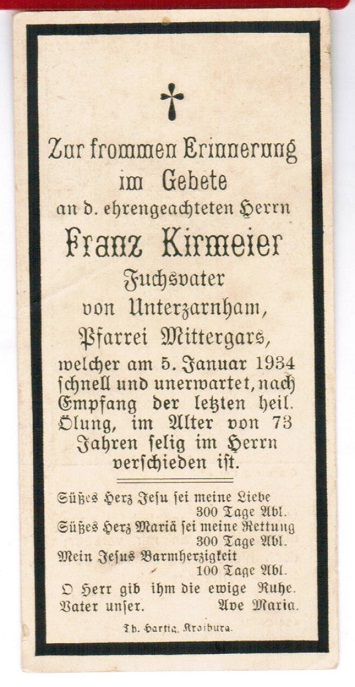 Zur frommen Erinnerung
im Gebete
an d. ehrengeachteten Herrn
Franz Kirmeier
Fuchsvater
von Unterzarnham,
Pfarrei Mittergars,
welcher am 5. Januar 1934
schnell und unerwartet, nach
Empfang der letzten heil.
Ölung, im Alter von 73
Jahren selig im Herrn
verschieden ist.
Süßes Herz Jesu sei meine Liebe
300 Tage Abl.
Süßes Herz Mariä sei meine Rettung
300 Tage Abl.
Mein Jesus Barmherzigkeit
100 Tage Abl.
O Herr gib ihm die ewige Ruhe.
Vater unser. Ave Maria.
Th. Hartig, Kraiburg.